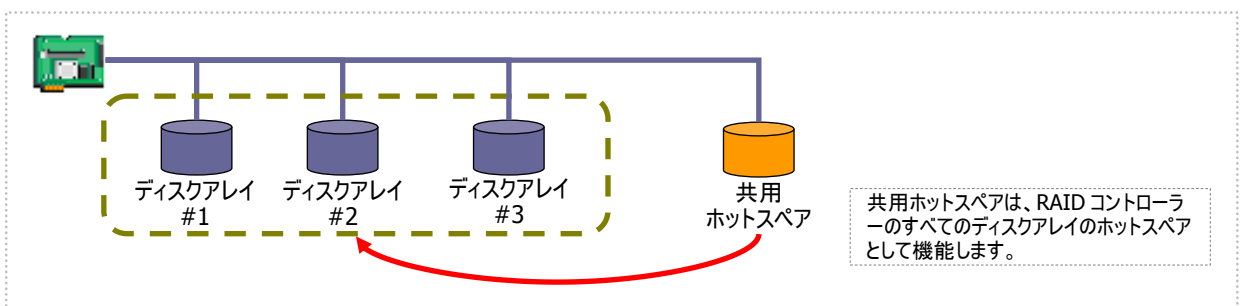 ディスクアレイ
#1
ディスクアレイ
#2
ディスクアレイ
#3
共用
ホットスペア
共用ホットスペアは、RAID コントローラ
ーのすべてのディスクアレイのホットスペア
として機能します。